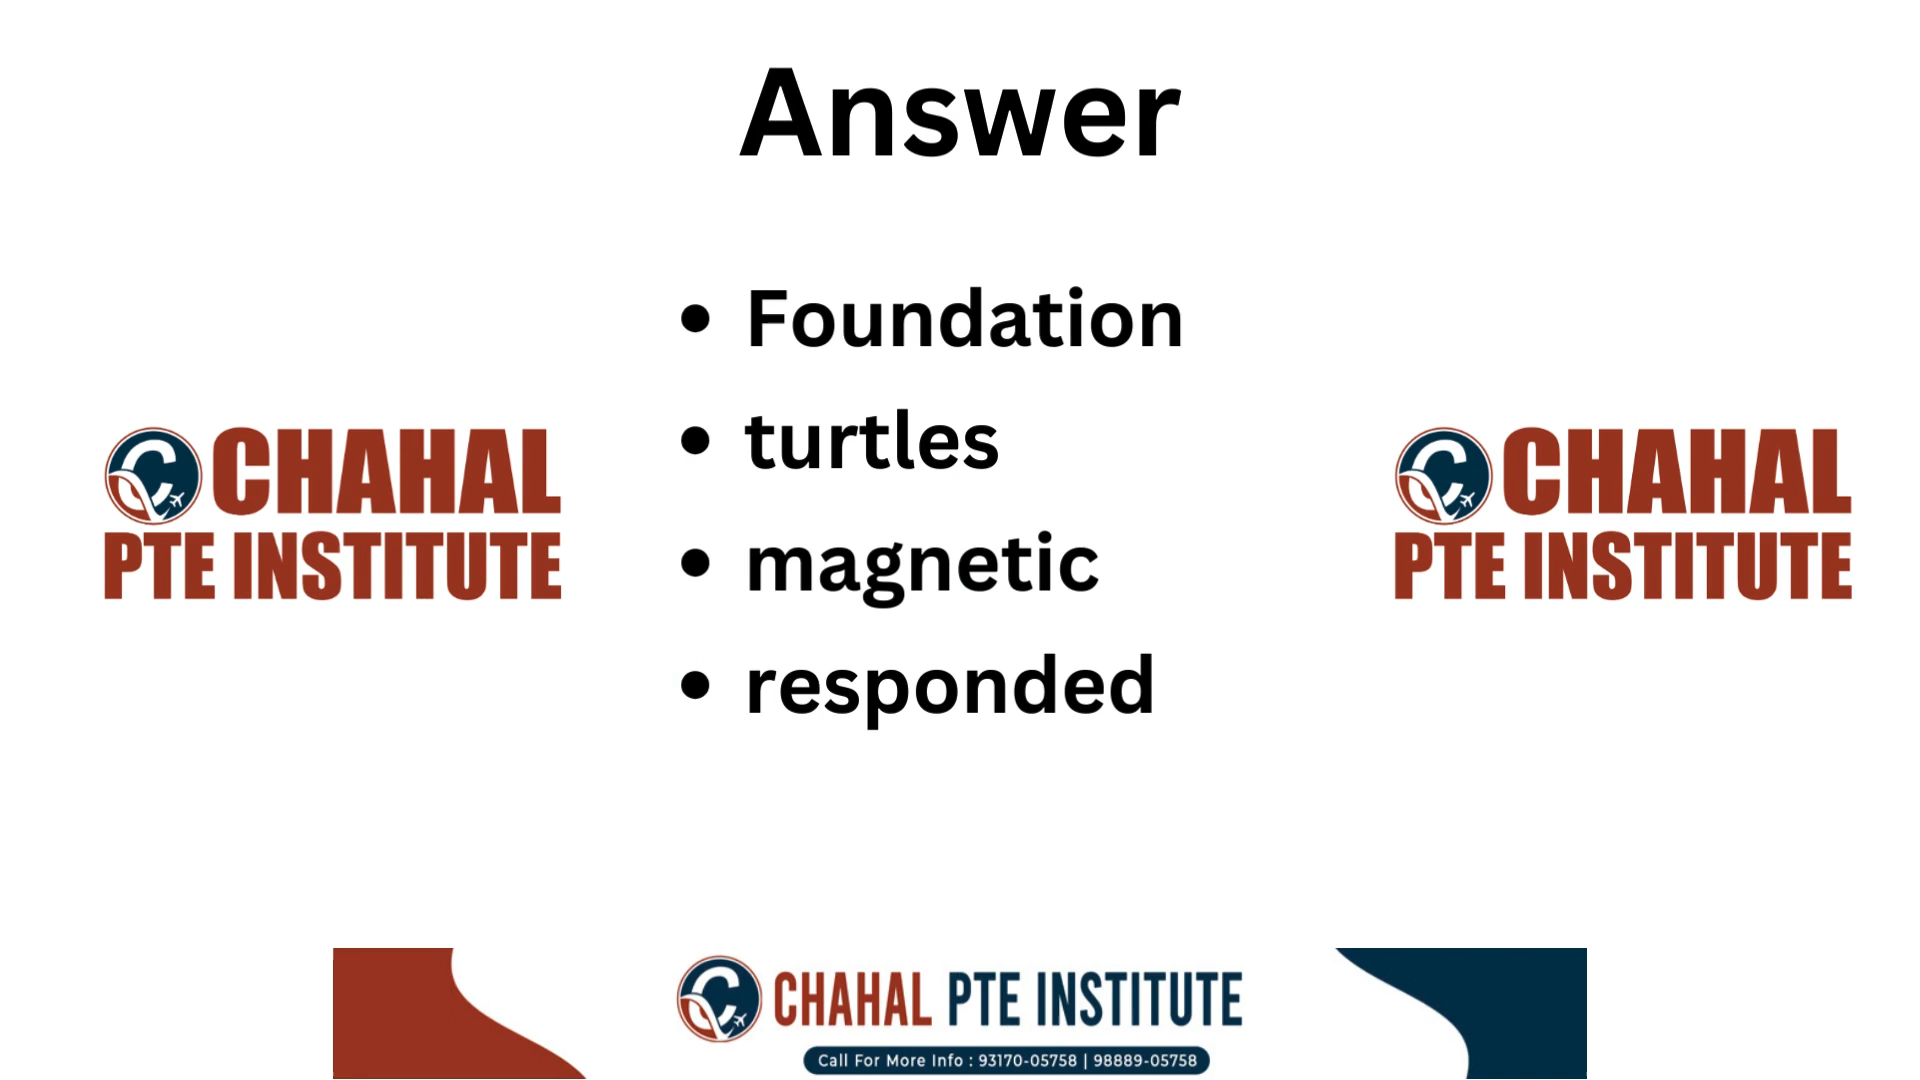 Answer
• Foundation
• turtles
• magnetic
• responded
CHAHAL
PTE INSTITUTE
CHAHAL
PTE INSTITUTE
CHAHAL PTE INSTITUTE
Call For More Info : 93170-05758 | 98889-05758